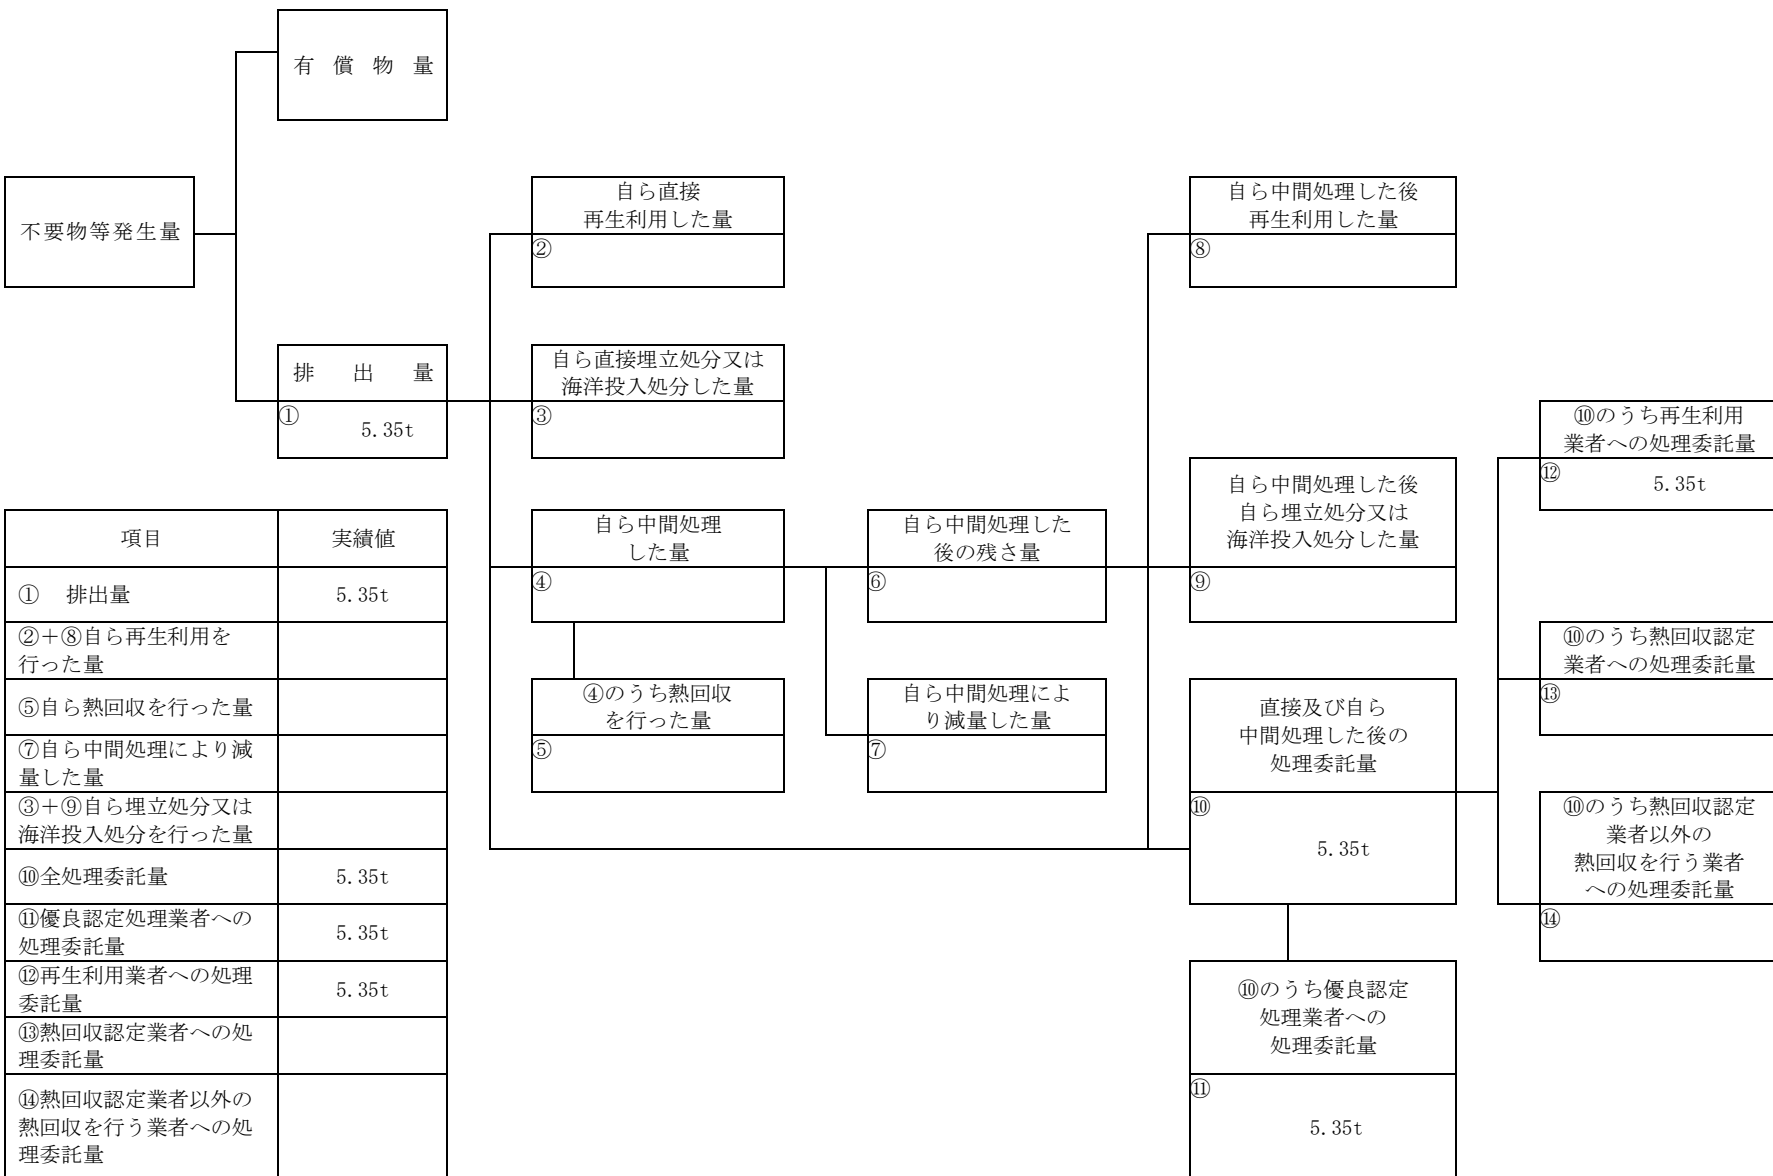 有償物量
不要物等発生量
自ら直接
再生利用した量
②
自ら中間処理した後
再生利用した量
⑧
排出量
① 5.35t
自ら直接埋立処分又は
海洋投入処分した量
③
⑩のうち再生利用
業者への処理委託量
⑫ 5.35t
自ら中間処理
した量
④
自ら中間処理した
後の残さ量
⑥
自ら中間処理した後
自ら埋立処分又は
海洋投入処分した量
⑨
⑩のうち熱回収認定
業者への処理委託量
⑬
④のうち熱回収
を行った量
⑤
自ら中間処理によ
り減量した量
⑦
直接及び自ら
中間処理した後の
処理委託量
⑩
5.35t
⑩のうち熱回収認定
業者以外の
熱回収を行う業者
への処理委託量
⑭
⑩のうち優良認定
処理業者への
処理委託量
⑪
5.35t
項目 実績値
① 排出量 5.35t
②+⑧自ら再生利用を
行った量
⑤自ら熱回収を行った量
⑦自ら中間処理により減
量した量
③+⑨自ら埋立処分又は
海洋投入処分を行った量
⑩全処理委託量 5.35t
⑪優良認定処理業者への
処理委託量 5.35t
⑫再生利用業者への処理
委託量 5.35t
⑬熱回収認定業者への処
理委託量
⑭熱回収認定業者以外の
熱回収を行う業者への処
理委託量